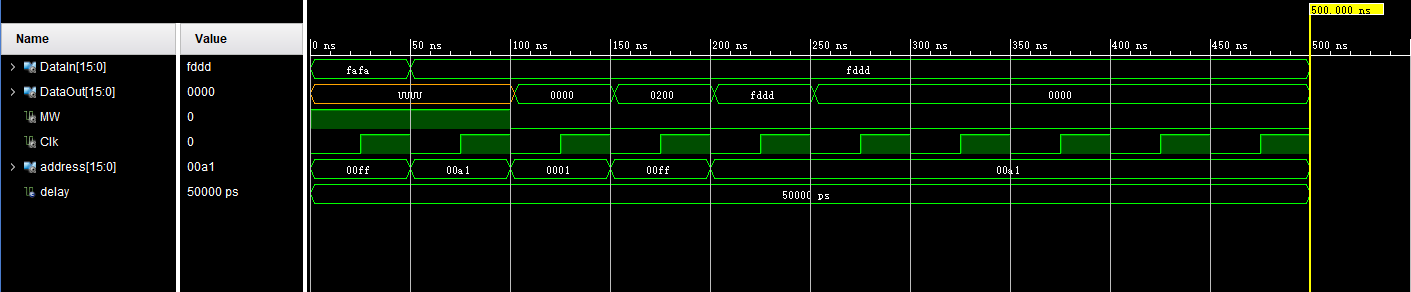 500.000 ns
Name Value
0 ns 50 ns 100 ns 150 ns 200 ns 250 ns 300 ns 350 ns 400 ns 450 ns 500 ns
DataIn[15:0] fddd fafa fddd
DataOut[15:0] 0000 UUUU 0000 0200 fddd 0000
MW 0
Clk 0
address[15:0] 00a1 00ff 00a1 0001 00ff 00a1
delay 50000 ps 50000 ps